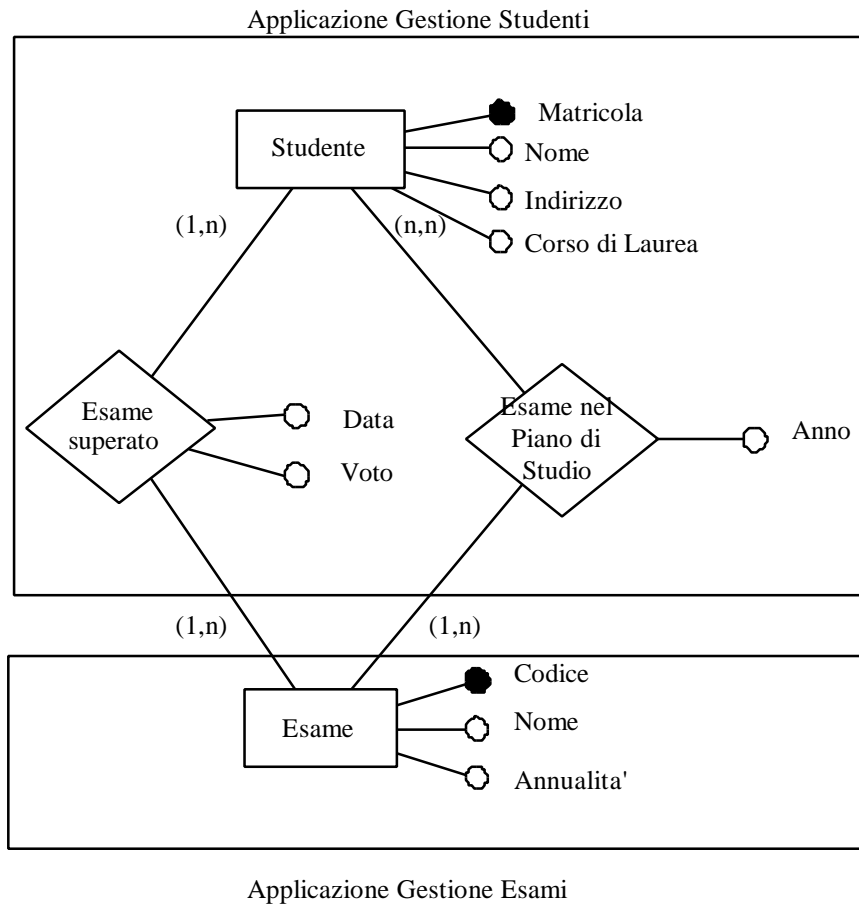 Applicazione Gestione Studenti
Matricola
Studente
Nome
Indirizzo
(1,n)
(n,n)
Corso di Laurea
Esame
superato
Data
Voto
Esame nel
Piano di
Studio
Anno
(1,n)
(1,n)
Codice
Esame
Nome
Annualita'
Applicazione Gestione Esami